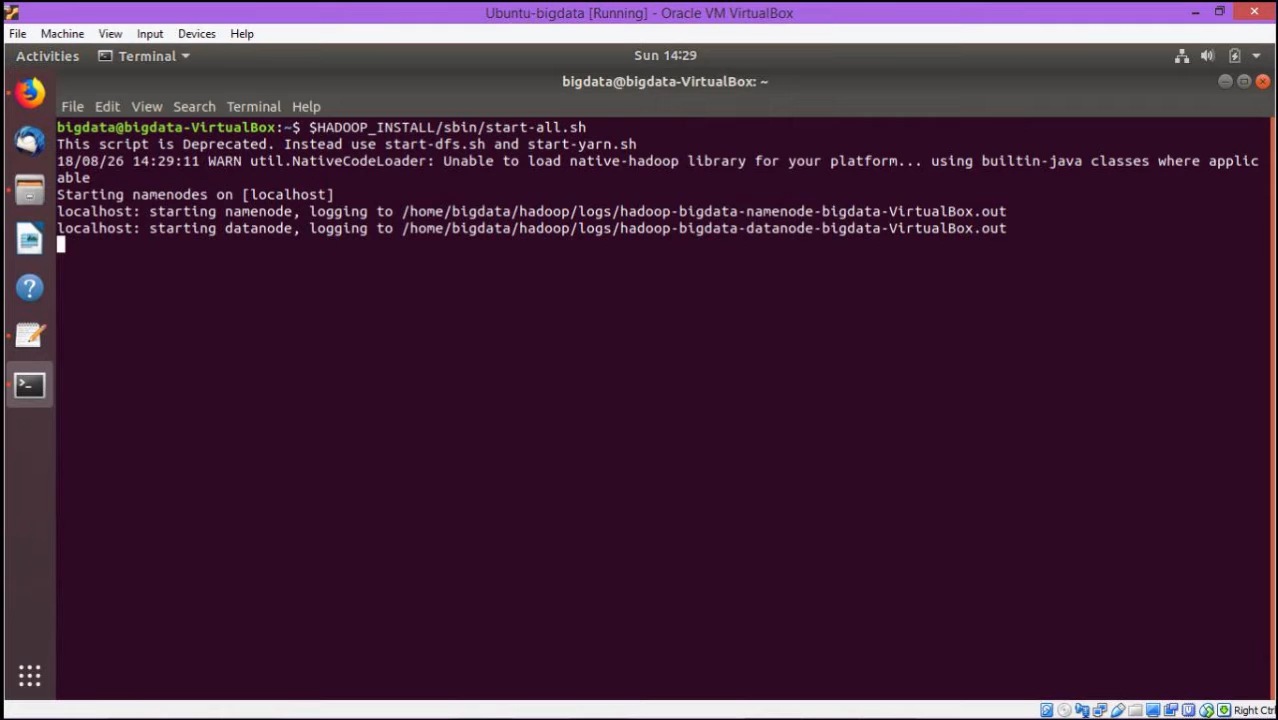 Ubuntu-bigdata [Running] - Oracle VM VirtualBox
File Machine View Input Devices Help
Activities Terminal Sun 14:29
bigdata@bigdata-VirtualBox: ~
File Edit View Search Terminal Help
bigdata@bigdata-VirtualBox:~$ $HADOOP_INSTALL/sbin/start-all.sh
This script is Deprecated. Instead use start-dfs.sh and start-yarn.sh
18/08/26 14:29:11 WARN util.NativeCodeLoader: Unable to load native-hadoop library for your platform... using builtin-java classes where applic
able
Starting namenodes on [localhost]
localhost: starting namenode, logging to /home/bigdata/hadoop/logs/hadoop-bigdata-namenode-bigdata-VirtualBox.out
localhost: starting datanode, logging to /home/bigdata/hadoop/logs/hadoop-bigdata-datanode-bigdata-VirtualBox.out
Right Ctrl